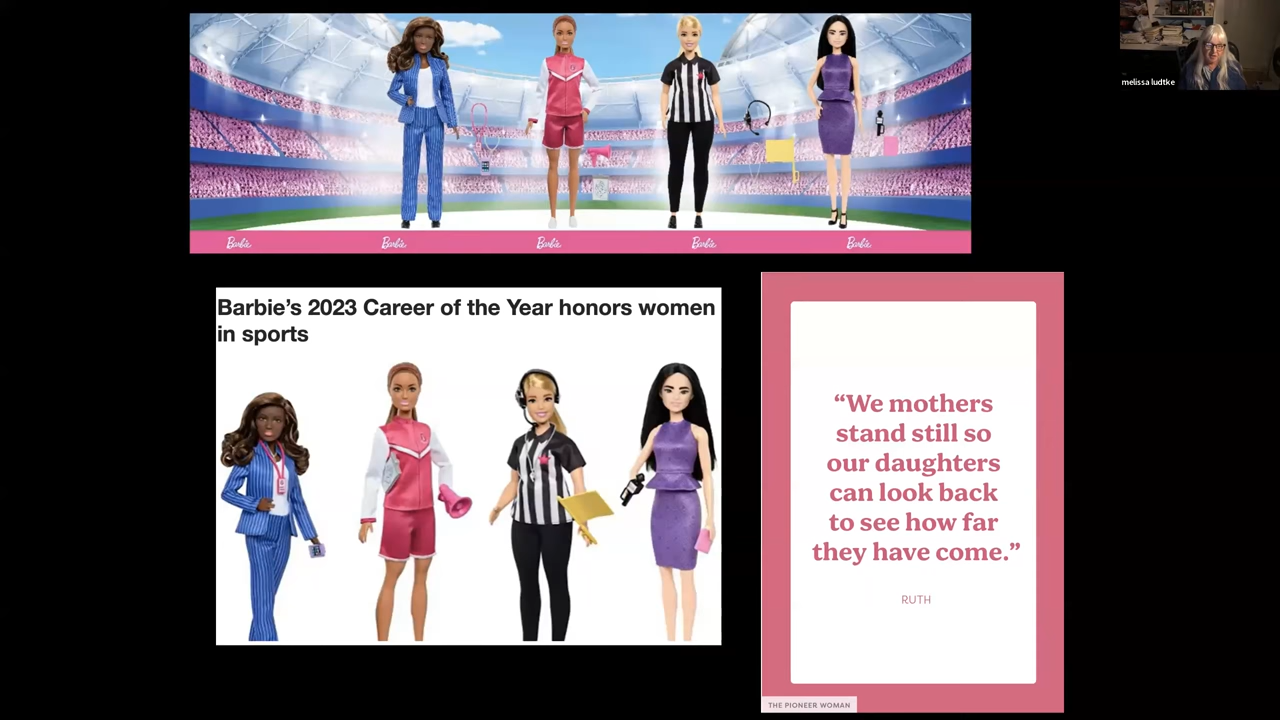 melissa ludtke
Barbie Barbie Barbie Barbie Barbie
Barbie’s 2023 Career of the Year honors women
in sports
“We mothers
stand still so
our daughters
can look back
to see how far
they have come.”
RUTH
THE PIONEER WOMAN